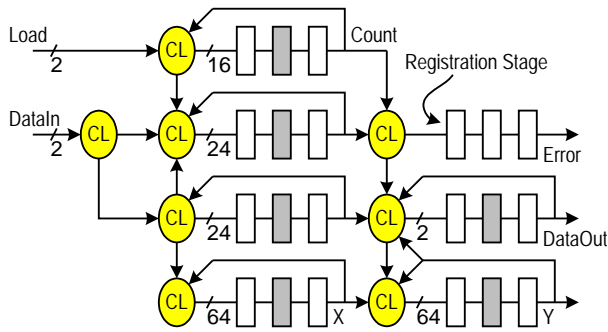 Load
2
CL
16
Count
Registration Stage
DataIn
2
CL
CL
24
CL
Error
CL
24
CL
2
DataOut
CL
64
X
CL
64
Y